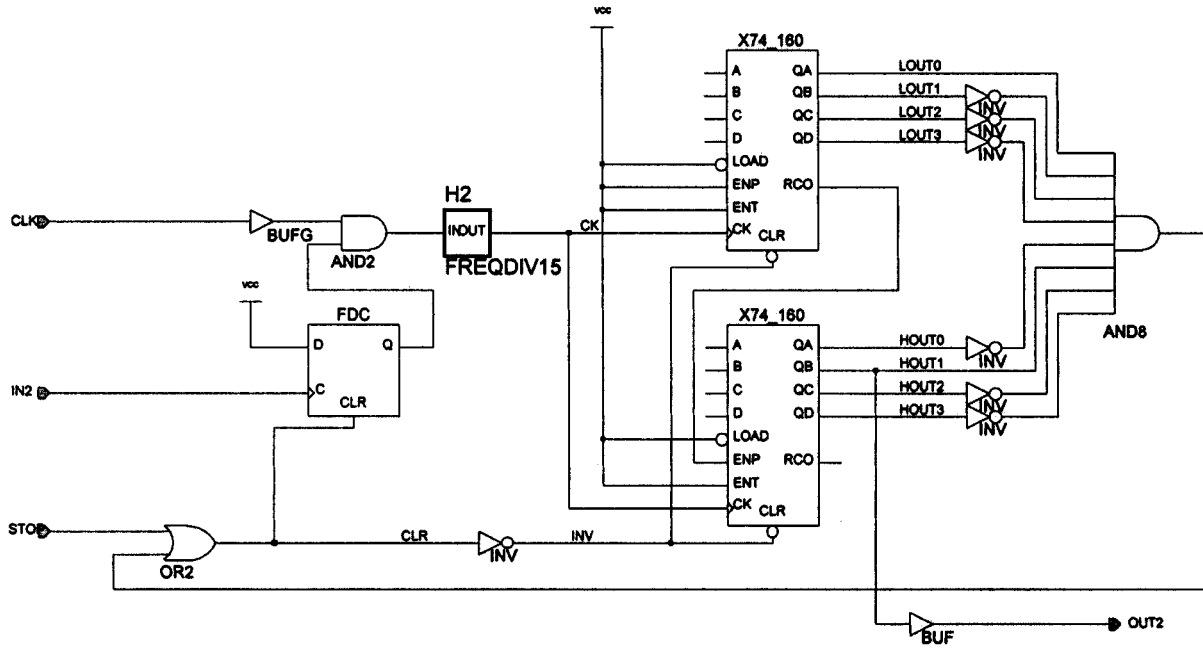 vcc
X74_160
A QA LOUT0
B QB LOUT1 INV
C QC LOUT2 INV
D QD LOUT3 INV
LOAD
ENP RCO
ENT
CK CLR
CLK
BUFG
AND2
H2
INOUT
FREQDIV15
CK
AND8
vcc
FDC
D Q
C
CLR
IN2
X74_160
A QA HOUT0 INV
B QB HOUT1
C QC HOUT2 INV
D QD HOUT3 INV
LOAD
ENP RCO
ENT
CK CLR
STOP
OR2
CLR
INV
INV
BUF
OUT2